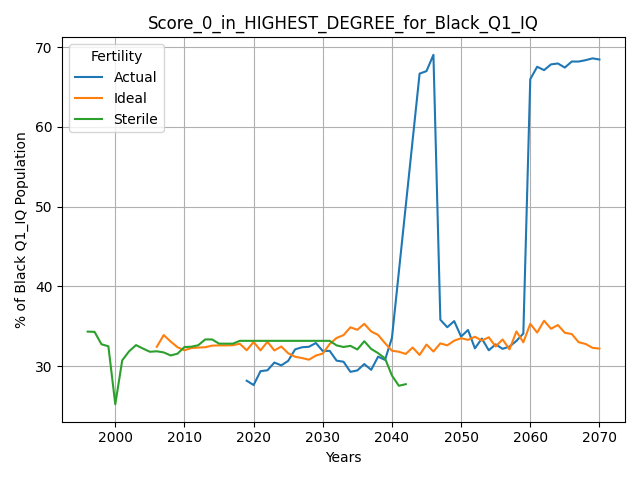 Score_0_in_HIGHEST_DEGREE_for_Black_Q1_IQ
% of Black Q1_IQ Population
70
60
50
40
30
Fertility
Actual
Ideal
Sterile
2000
2010
2020
2030
2040
2050
2060
2070
Years